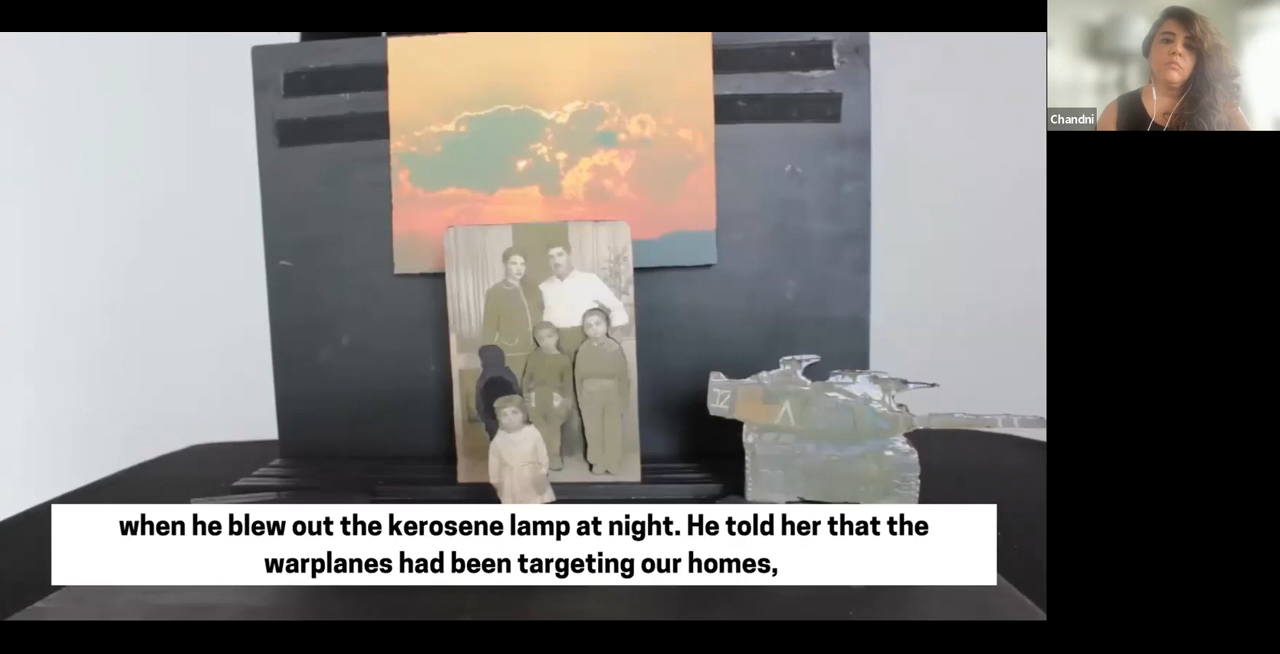 Chandni
when he blew out the kerosene lamp at night. He told her that the
warplanes had been targeting our homes,